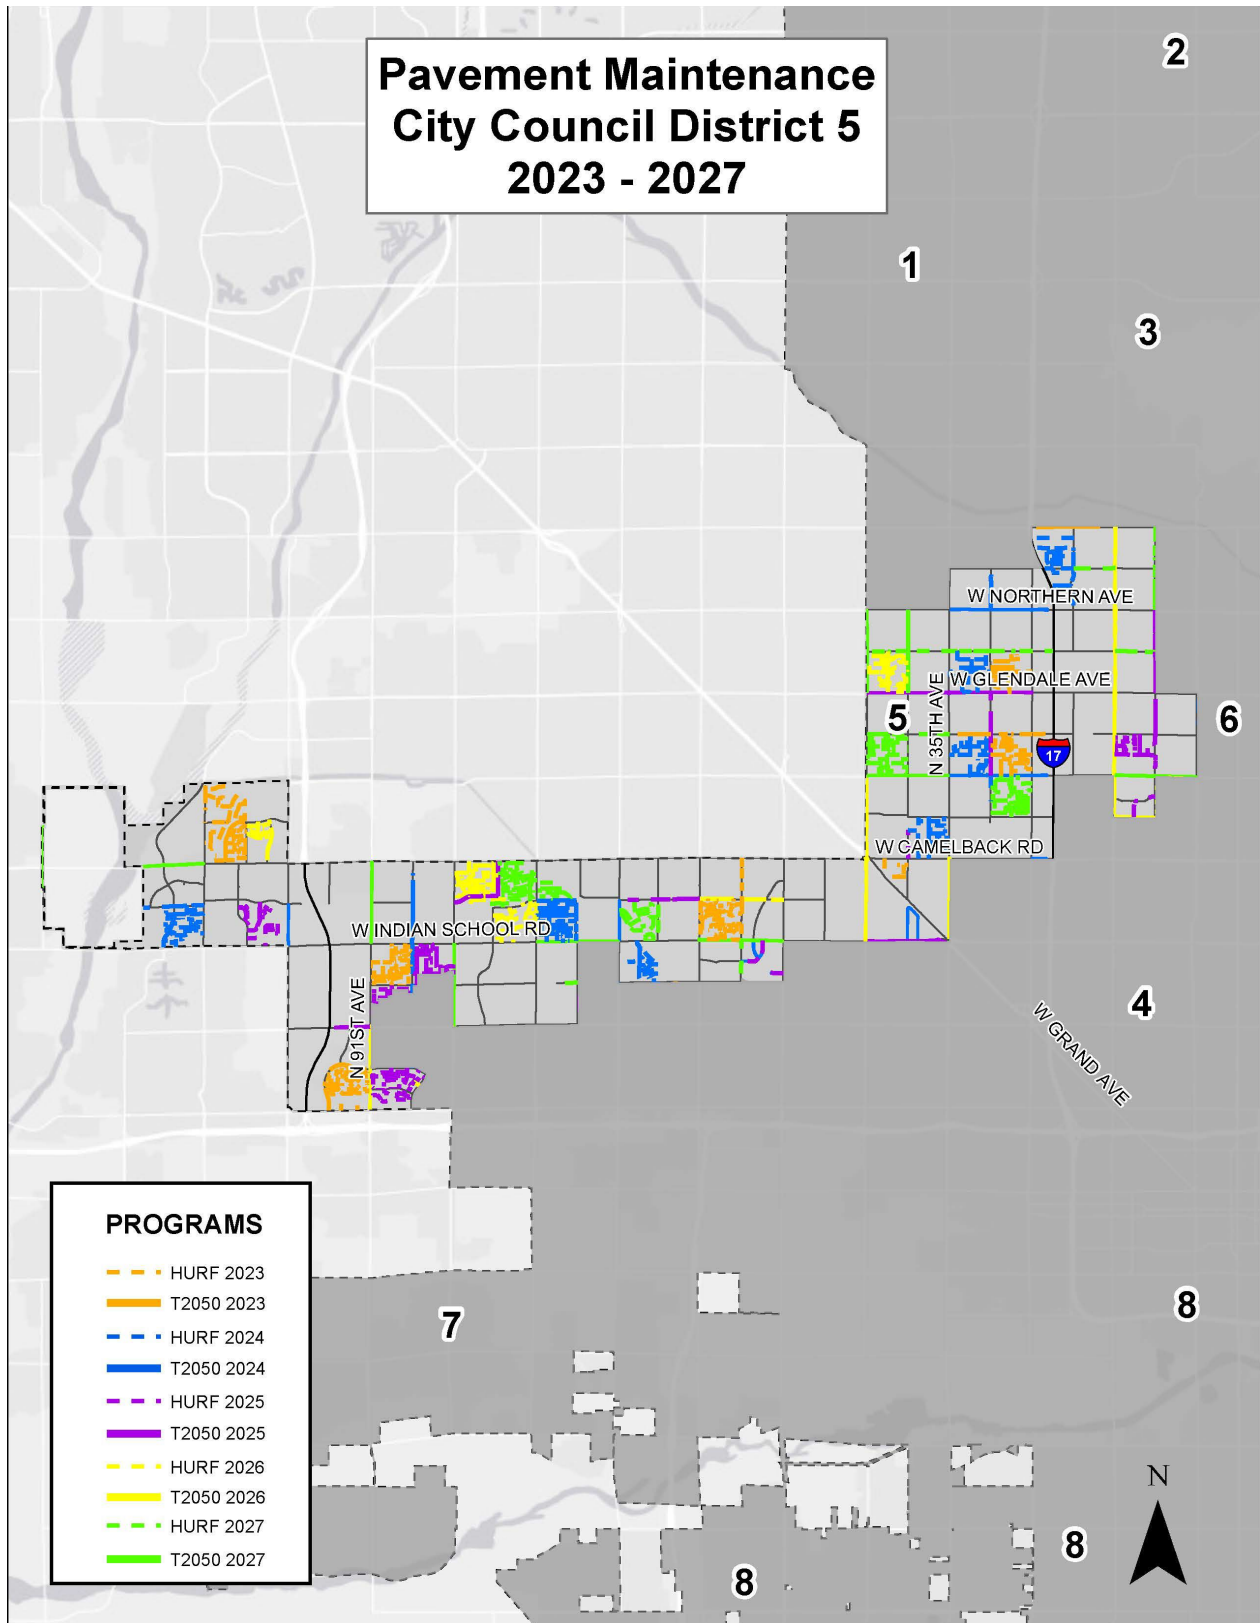 Pavement Maintenance
City Council District 5
2023 - 2027
2
1
3
W NORTHERN AVE
W GLENDALE AVE
N 35TH AVE
5
6
17
W CAMELBACK RD
W INDIAN SCHOOL RD
N 91ST AVE
4
W GRAND AVE
PROGRAMS
HURF 2023
T2050 2023
HURF 2024
T2050 2024
HURF 2025
T2050 2025
HURF 2026
T2050 2026
HURF 2027
T2050 2027
7
8
N
8
8